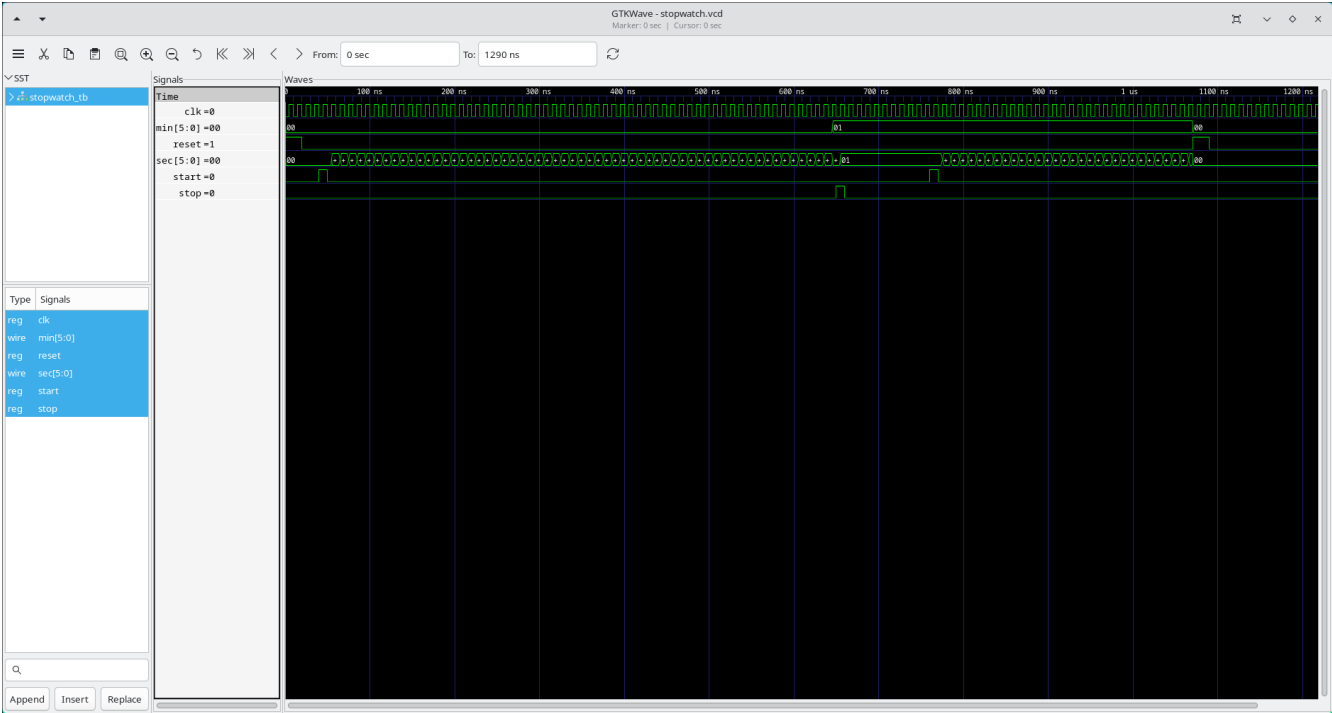 GTKWave - stopwatch.vcd
Marker: 0 sec | Cursor: 0 sec
From: 0 sec To: 1290 ns
SST
stopwatch_tb
Type Signals
reg clk
wire min[5:0]
reg reset
wire sec[5:0]
reg start
reg stop
Append Insert Replace
Signals
Time
clk=0
min[5:0]=00
reset=1
sec[5:0]=00
start=0
stop=0
Waves
0 100 ns 200 ns 300 ns 400 ns 500 ns 600 ns 700 ns 800 ns 900 ns 1 us 1100 ns 1200 ns
00 01 00
00 01 00